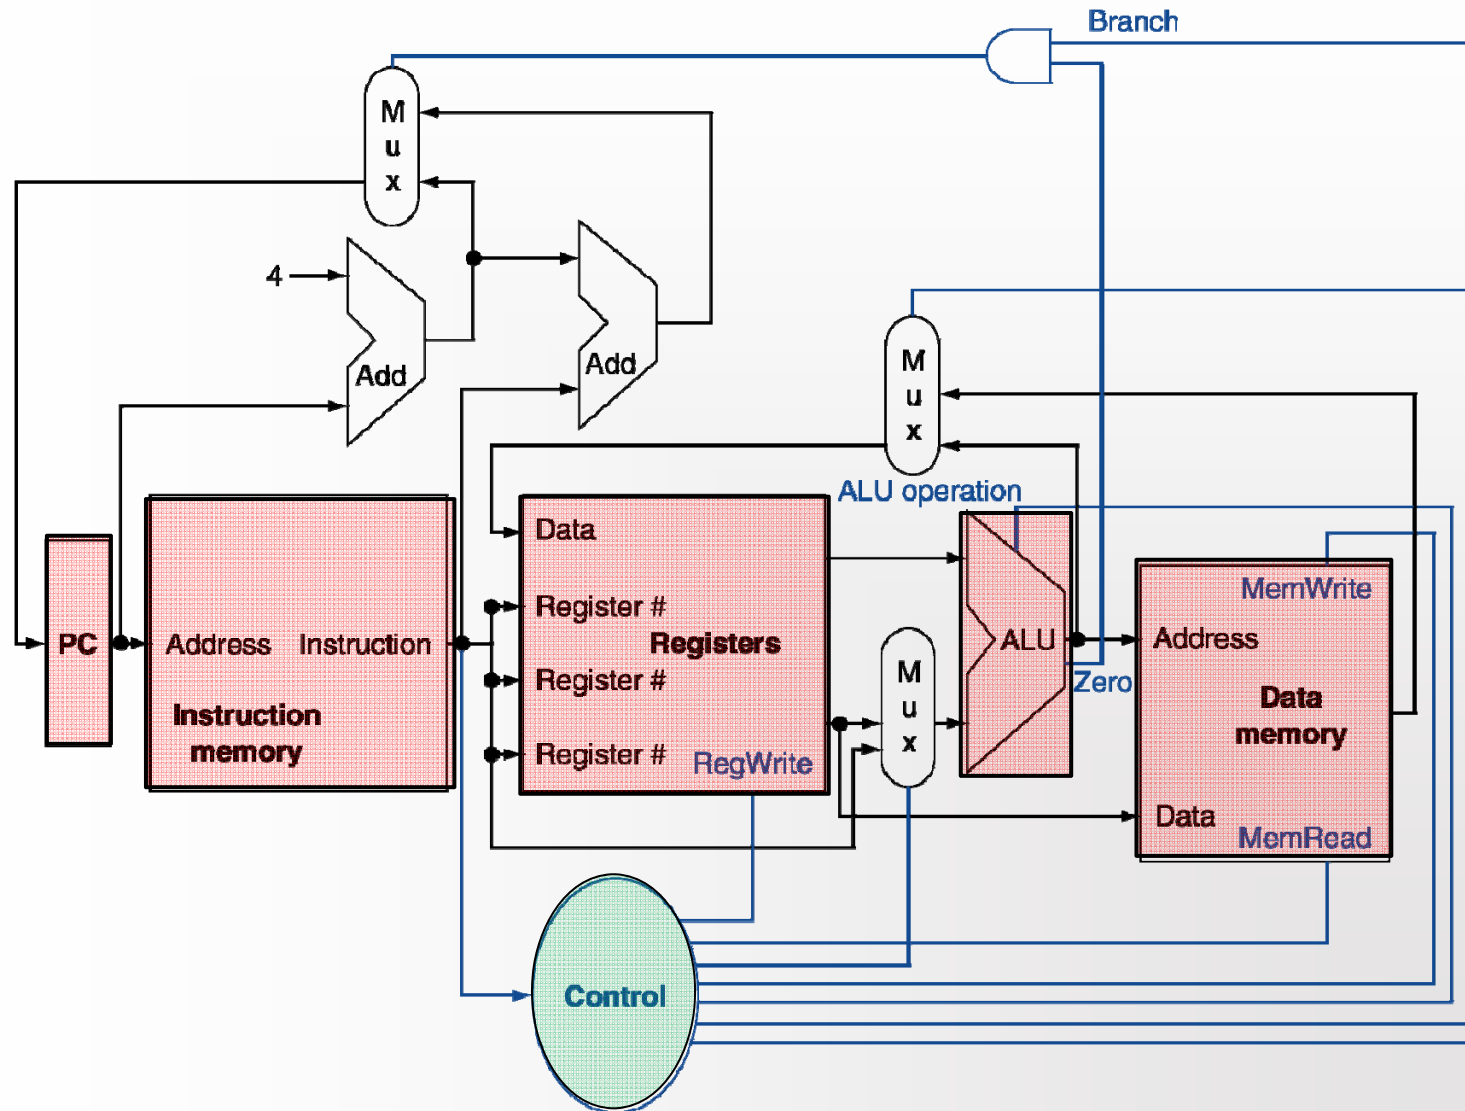 Branch
M
u
x
4
Add
Add
M
u
x
ALU operation
Data
Register #
Registers
Register #
Register #
RegWrite
PC
Address Instruction
Instruction
memory
M
u
x
ALU
Zero
MemWrite
Address
Data
memory
Data
MemRead
Control